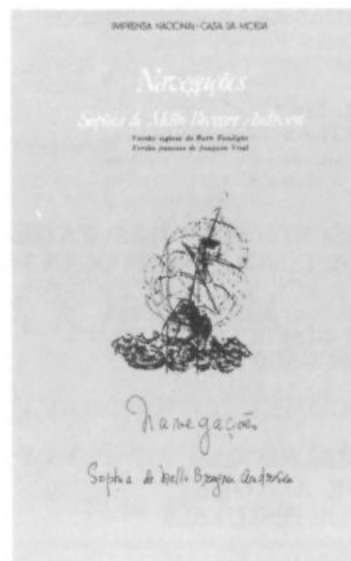 IMPRENSA NACIONAL-CASA DA MOEDA
Navegações
Sophia de Mello Breyner Andresen
Versão inglesa de Ruth Fainlight
Versão francesa de Joaquim Vital
Navegações
Sophia de Mello Breyner Andresen